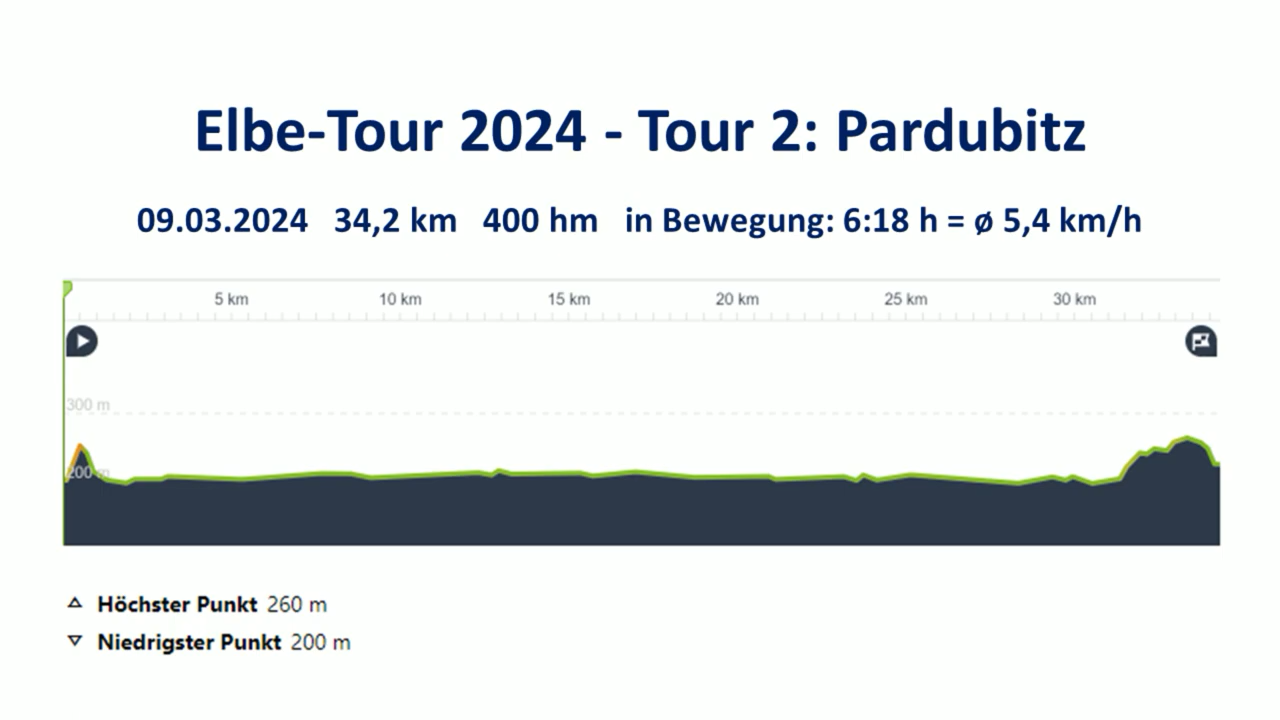 Elbe-Tour 2024 - Tour 2: Pardubitz
09.03.2024 34,2 km 400 hm in Bewegung: 6:18 h = ø 5,4 km/h
5 km 10 km 15 km 20 km 25 km 30 km
300 m
200 m
Höchster Punkt 260 m
Niedrigster Punkt 200 m